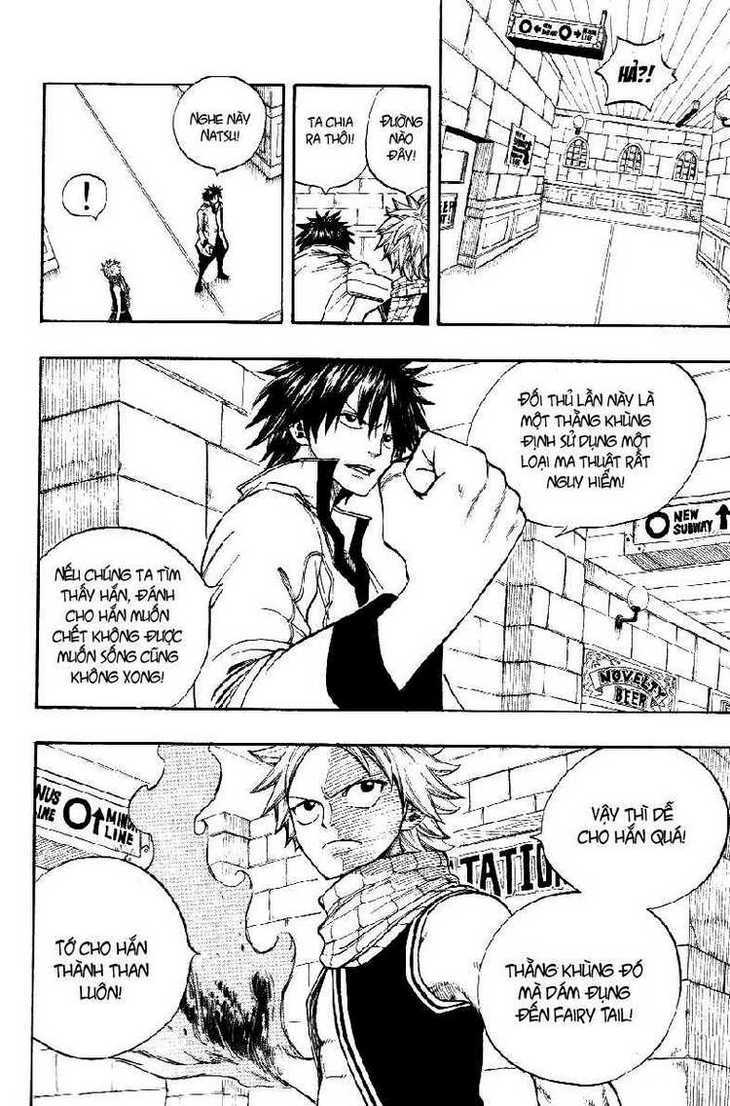 HẢ?!
ĐƯỜNG
NÀO
ĐÂY!
TA CHIA
RA THÔI!
NGHE NÀY
NATSU!
!
ĐỐI THỦ LẦN NÀY LÀ
MỘT THẰNG KHÙNG
ĐỊNH SỬ DỤNG MỘT
LOẠI MA THUẬT RẤT
NGUY HIỂM!
NEW
SUBWAY
NẾU CHÚNG TA TÌM
THẤY HẮN, ĐÁNH
CHO HẮN MUỐN
CHẾT KHÔNG ĐƯỢC
MUỐN SỐNG CŨNG
KHÔNG XONG!
NOVELTY
BEER
VẬY THÌ DỄ
CHO HẮN QUÁ!
THẰNG KHÙNG ĐÓ
MÀ DÁM ĐỤNG
ĐẾN FAIRY TAIL!
TATION
NUS
LINE
MINUS
LINE
TỚ CHO HẮN
THÀNH THAN
LUÔN!